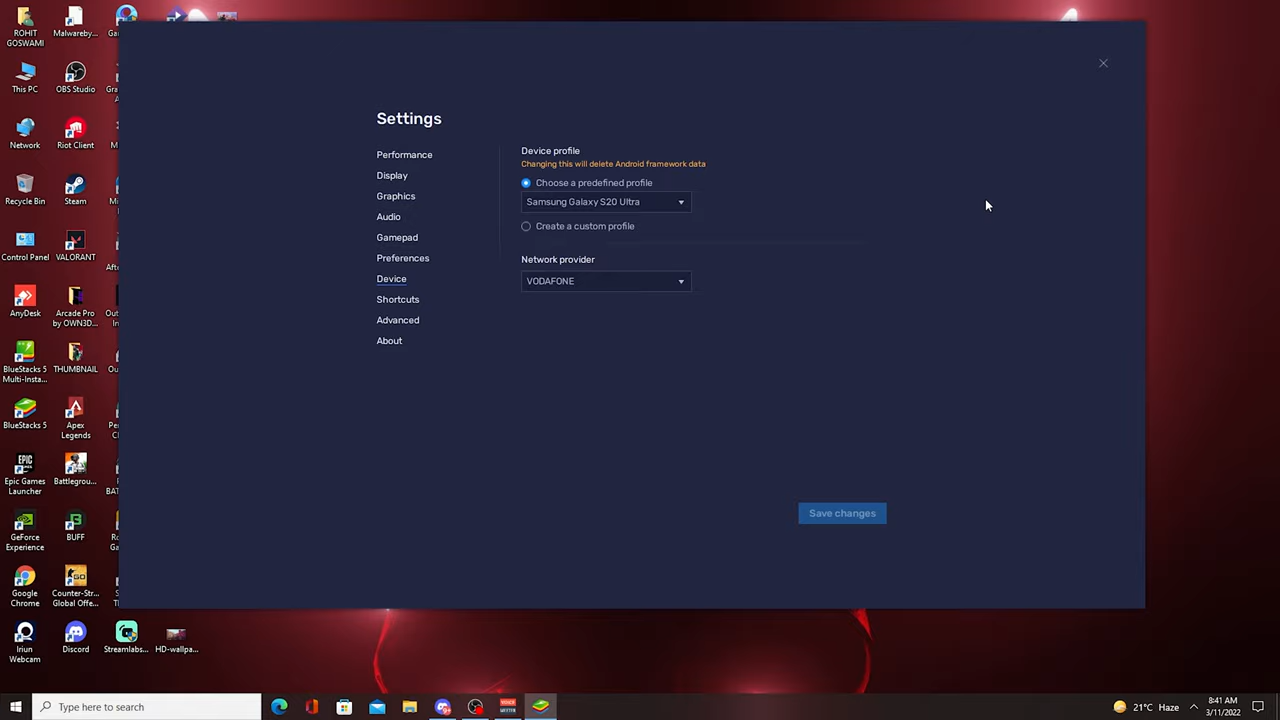 ROHIT
GOSWAMI
Malwareby...
This PC
OBS Studio
Network
Riot Client
Recycle Bin
Steam
Control Panel
VALORANT
AnyDesk
Arcade Pro
by OWN3D...
BlueStacks 5
Multi-Insta...
THUMBNAIL
BlueStacks 5
Apex
Legends
Epic Games
Launcher
Battlegrou...
GeForce
Experience
BUFF
Google
Chrome
Counter-Str...
Global Offe...
Iriun
Webcam
Discord
Streamlabs...
HD-wallpa...
Settings
Performance
Display
Graphics
Audio
Gamepad
Preferences
Device
Shortcuts
Advanced
About
Device profile
Changing this will delete Android framework data
Choose a predefined profile
Samsung Galaxy S20 Ultra
Create a custom profile
Network provider
VODAFONE
Save changes
Type here to search
21°C Haze
8:41 AM
3/11/2022